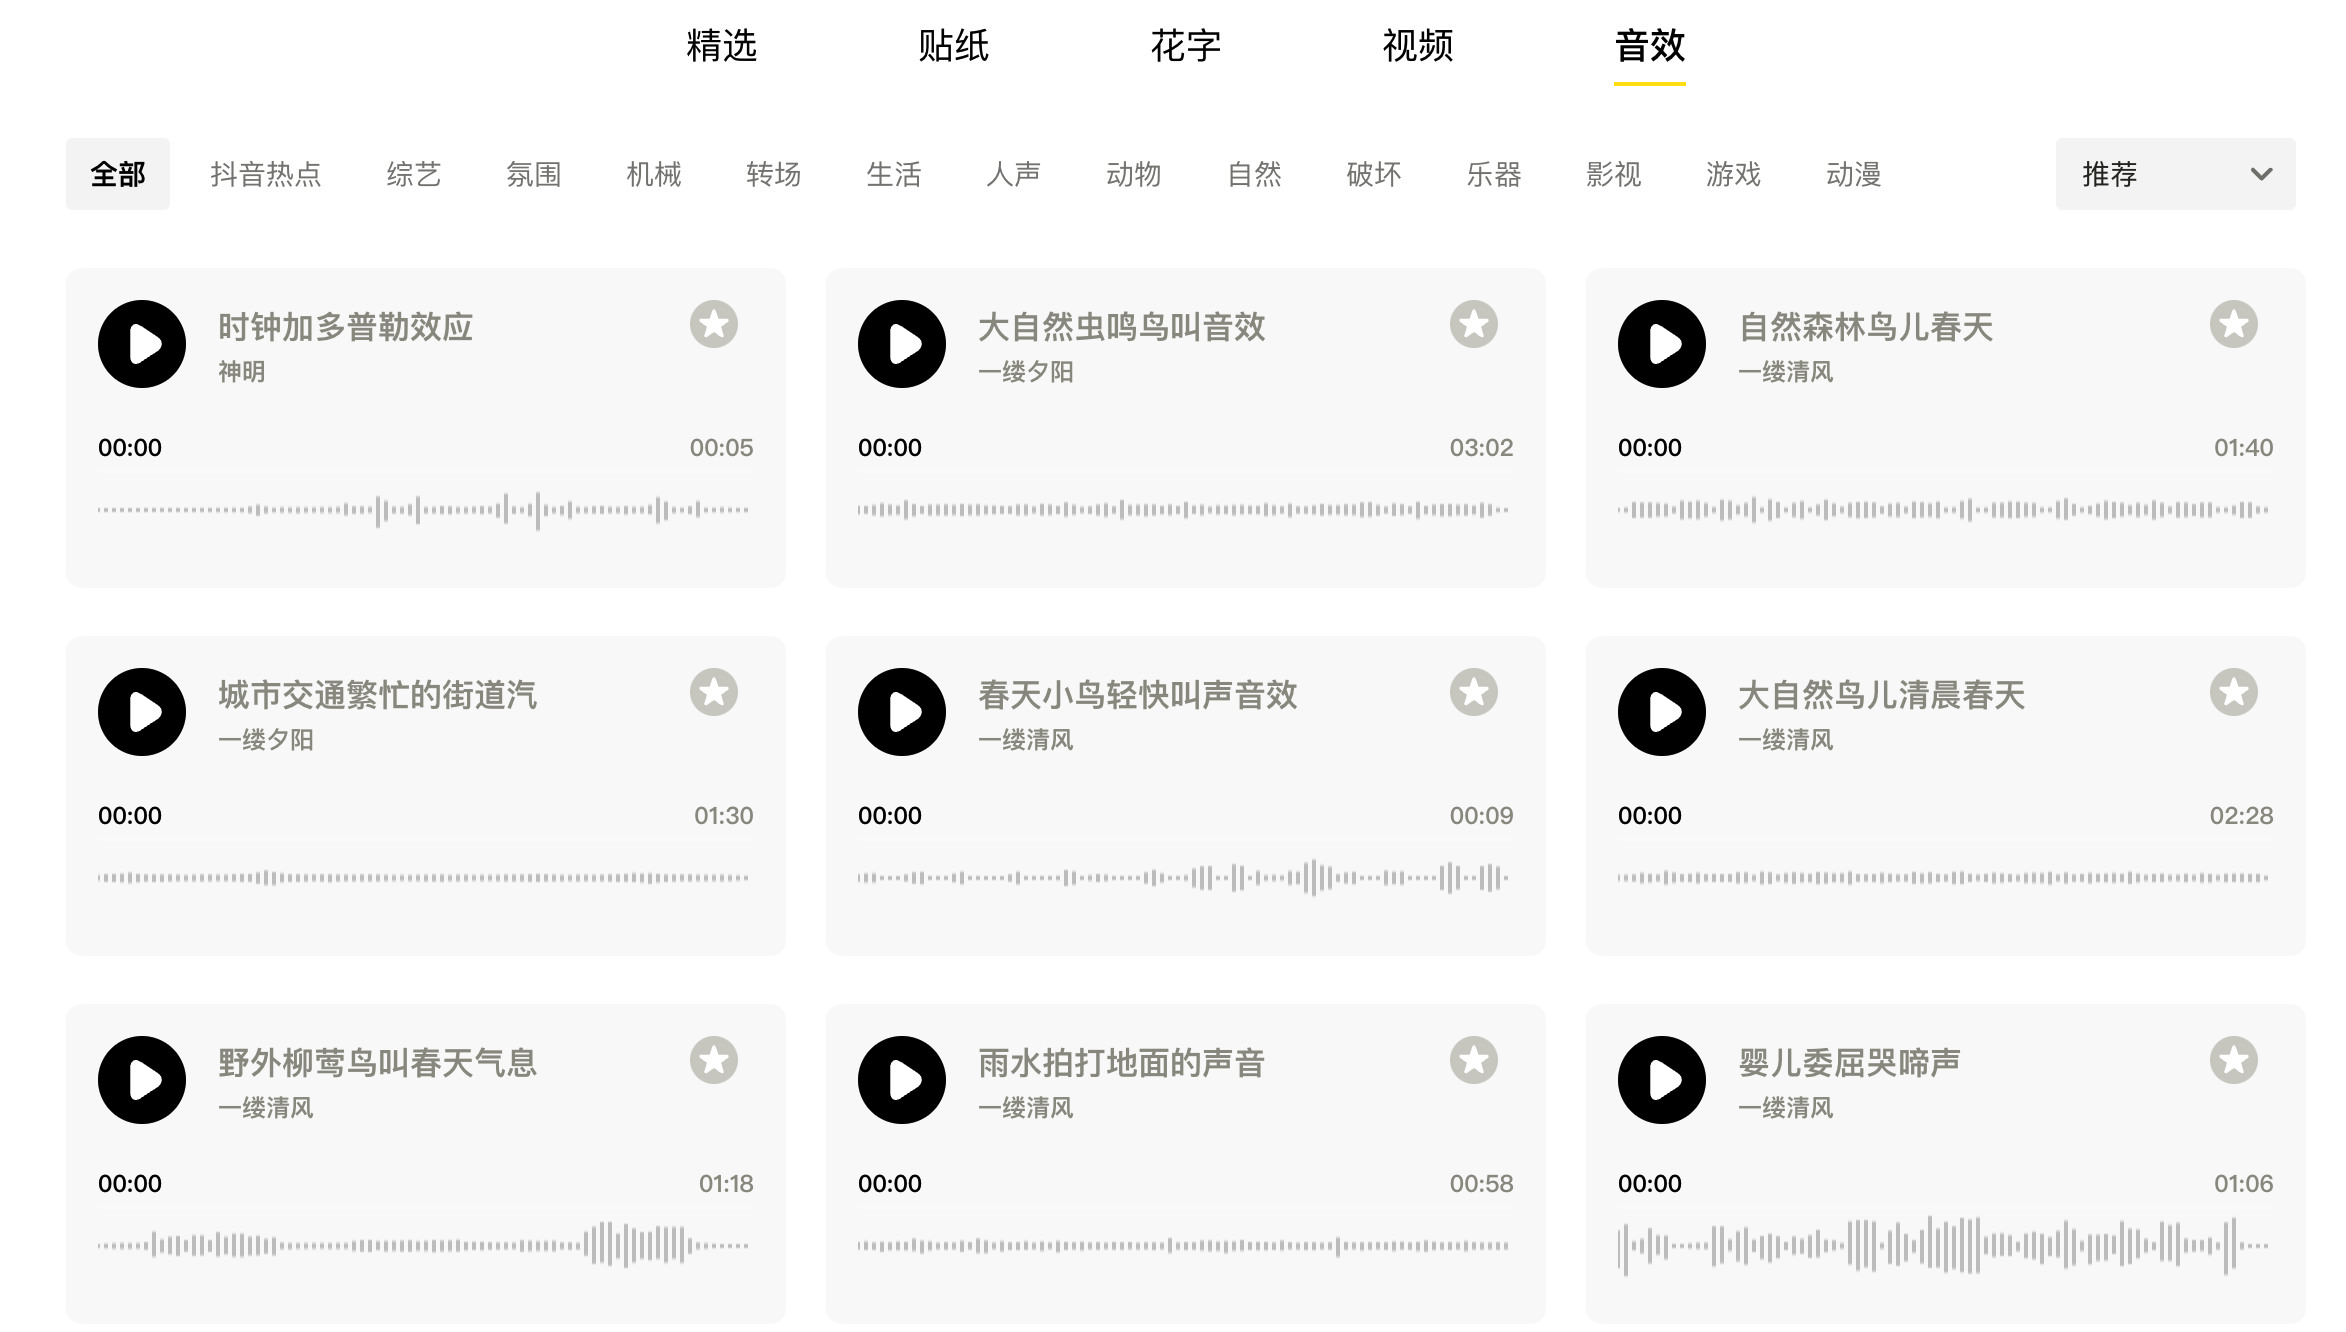 精选 贴纸 花字 视频 音效
全部 抖音热点 综艺 氛围 机械 转场 生活 人声 动物 自然 破坏 乐器 影视 游戏 动漫 推荐
时钟加多普勒效应
神明
00:00 00:05
大自然虫鸣鸟叫音效
一缕夕阳
00:00 03:02
自然森林鸟儿春天
一缕清风
00:00 01:40
城市交通繁忙的街道汽
一缕夕阳
00:00 01:30
春天小鸟轻快叫声音效
一缕清风
00:00 00:09
大自然鸟儿清晨春天
一缕清风
00:00 02:28
野外柳莺鸟叫春天气息
一缕清风
00:00 01:18
雨水拍打地面的声音
一缕清风
00:00 00:58
婴儿委屈哭啼声
一缕清风
00:00 01:06